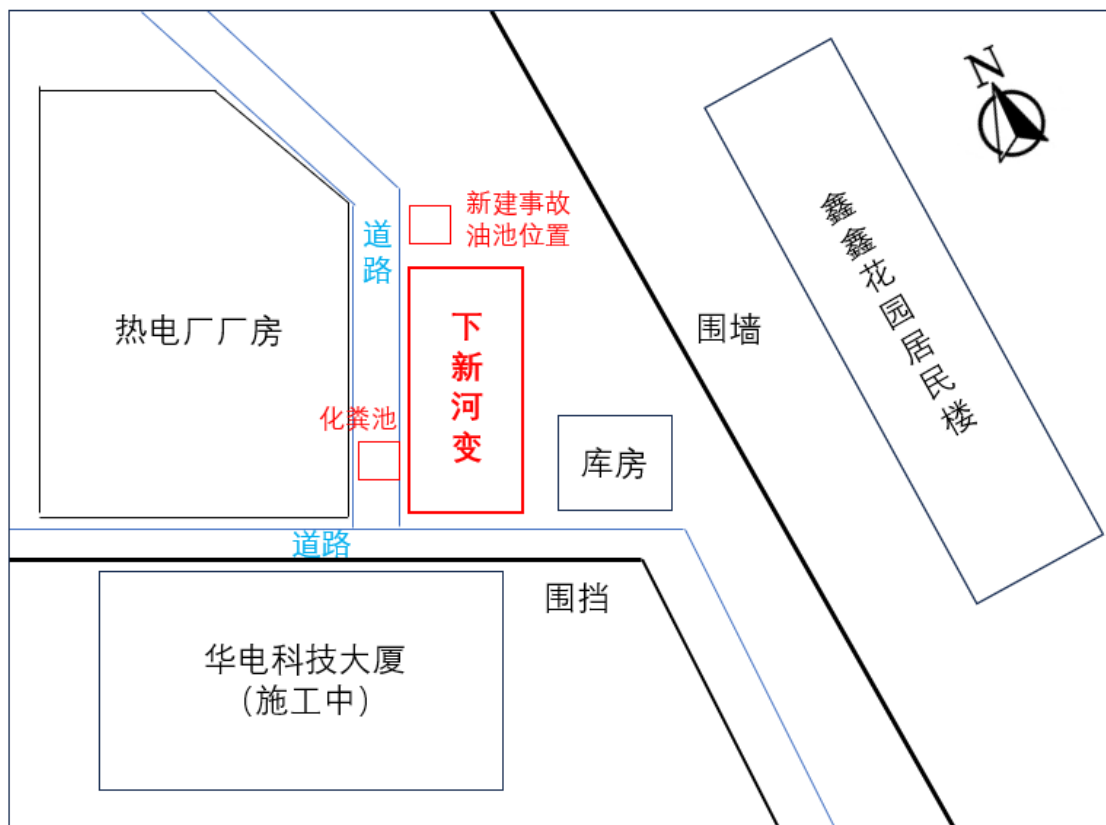 N
新建事故
油池位置
道路
鑫鑫花园居民楼
热电厂厂房
下新河变
围墙
化粪池
库房
道路
围挡
华电科技大厦
（施工中）